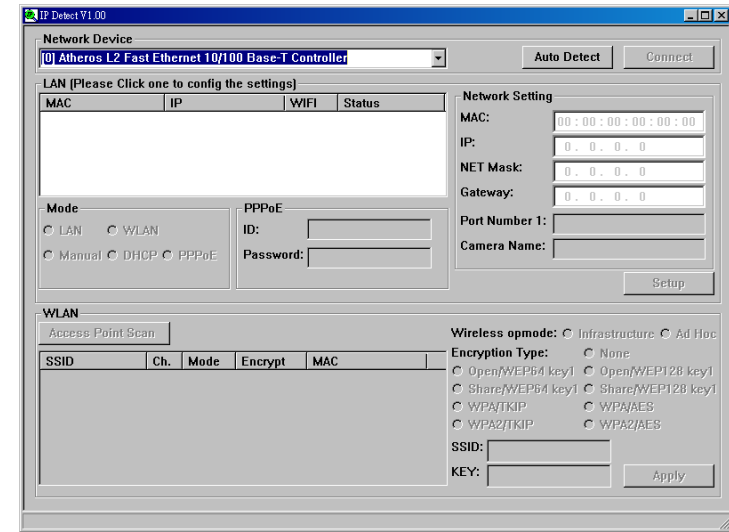 IP Detect V1.00
Network Device
[0] Atheros L2 Fast Ethernet 10/100 Base-T Controller
Auto Detect
Connect
LAN (Please Click one to config the settings)
MAC IP WIFI Status
Network Setting
MAC: 00:00:00:00:00:00
IP: 0. 0. 0. 0
NET Mask: 0. 0. 0. 0
Gateway: 0. 0. 0. 0
Port Number 1:
Camera Name:
Setup
Mode
LAN WLAN
Manual DHCP PPPoE
PPPoE
ID:
Password:
WLAN
Access Point Scan
SSID Ch. Mode Encrypt MAC
Wireless opmode: Infrastructure Ad Hoc
Encryption Type: None
Open/WEP64 key1 Open/WEP128 key1
Share/WEP64 key1 Share/WEP128 key1
WPA/TKIP WPA/AES
WPA2/TKIP WPA2/AES
SSID:
KEY:
Apply